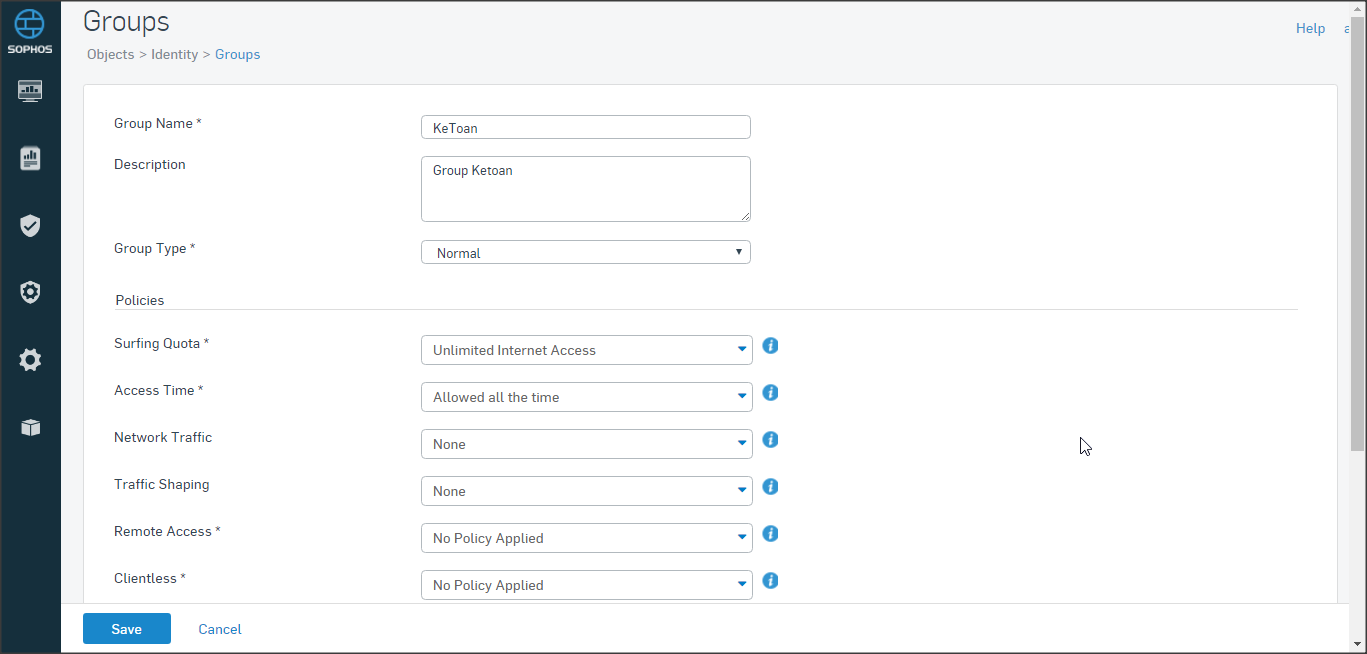 SOPHOS
Groups
Help
Objects > Identity > Groups
Group Name *
KeToan
Description
Group Ketoan
Group Type *
Normal
Policies
Surfing Quota *
Unlimited Internet Access
Access Time *
Allowed all the time
Network Traffic
None
Traffic Shaping
None
Remote Access *
No Policy Applied
Clientless *
No Policy Applied
Save
Cancel